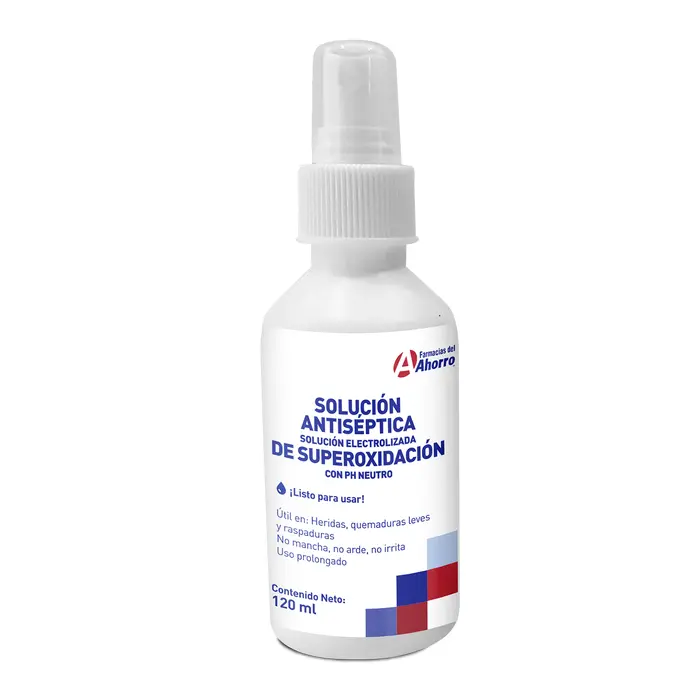 Farmacias del
Ahorro
SOLUCIÓN
ANTISÉPTICA
SOLUCIÓN ELECTROLIZADA
DE SUPEROXIDACIÓN
CON PH NEUTRO
¡Listo para usar!
Útil en: Heridas, quemaduras leves
y raspaduras
No mancha, no arde, no irrita
Uso prolongado
Contenido Neto:
120 ml